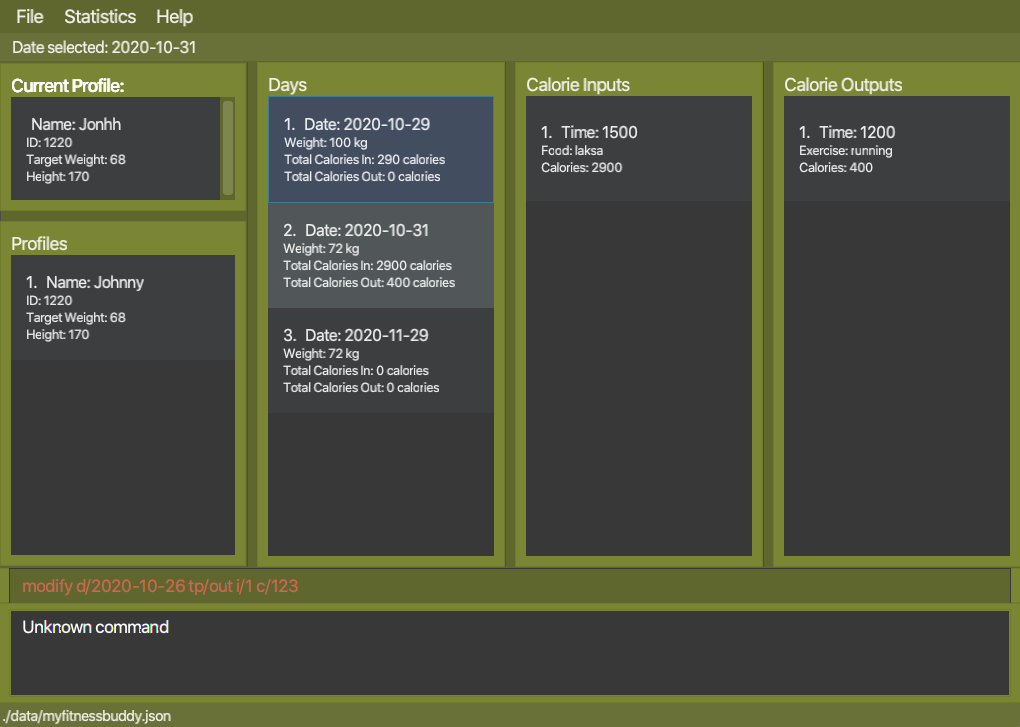 File Statistics Help
Date selected: 2020-10-31
Current Profile:
Name: Jonhh
ID: 1220
Target Weight: 68
Height: 170
Profiles
1. Name: Johnny
ID: 1220
Target Weight: 68
Height: 170
Days
1. Date: 2020-10-29
Weight: 100 kg
Total Calories In: 290 calories
Total Calories Out: 0 calories
2. Date: 2020-10-31
Weight: 72 kg
Total Calories In: 2900 calories
Total Calories Out: 400 calories
3. Date: 2020-11-29
Weight: 72 kg
Total Calories In: 0 calories
Total Calories Out: 0 calories
Calorie Inputs
1. Time: 1500
Food: laksa
Calories: 2900
Calorie Outputs
1. Time: 1200
Exercise: running
Calories: 400
modify d/2020-10-26 tp/out i/1 c/123
Unknown command
./data/myfitnessbuddy.json